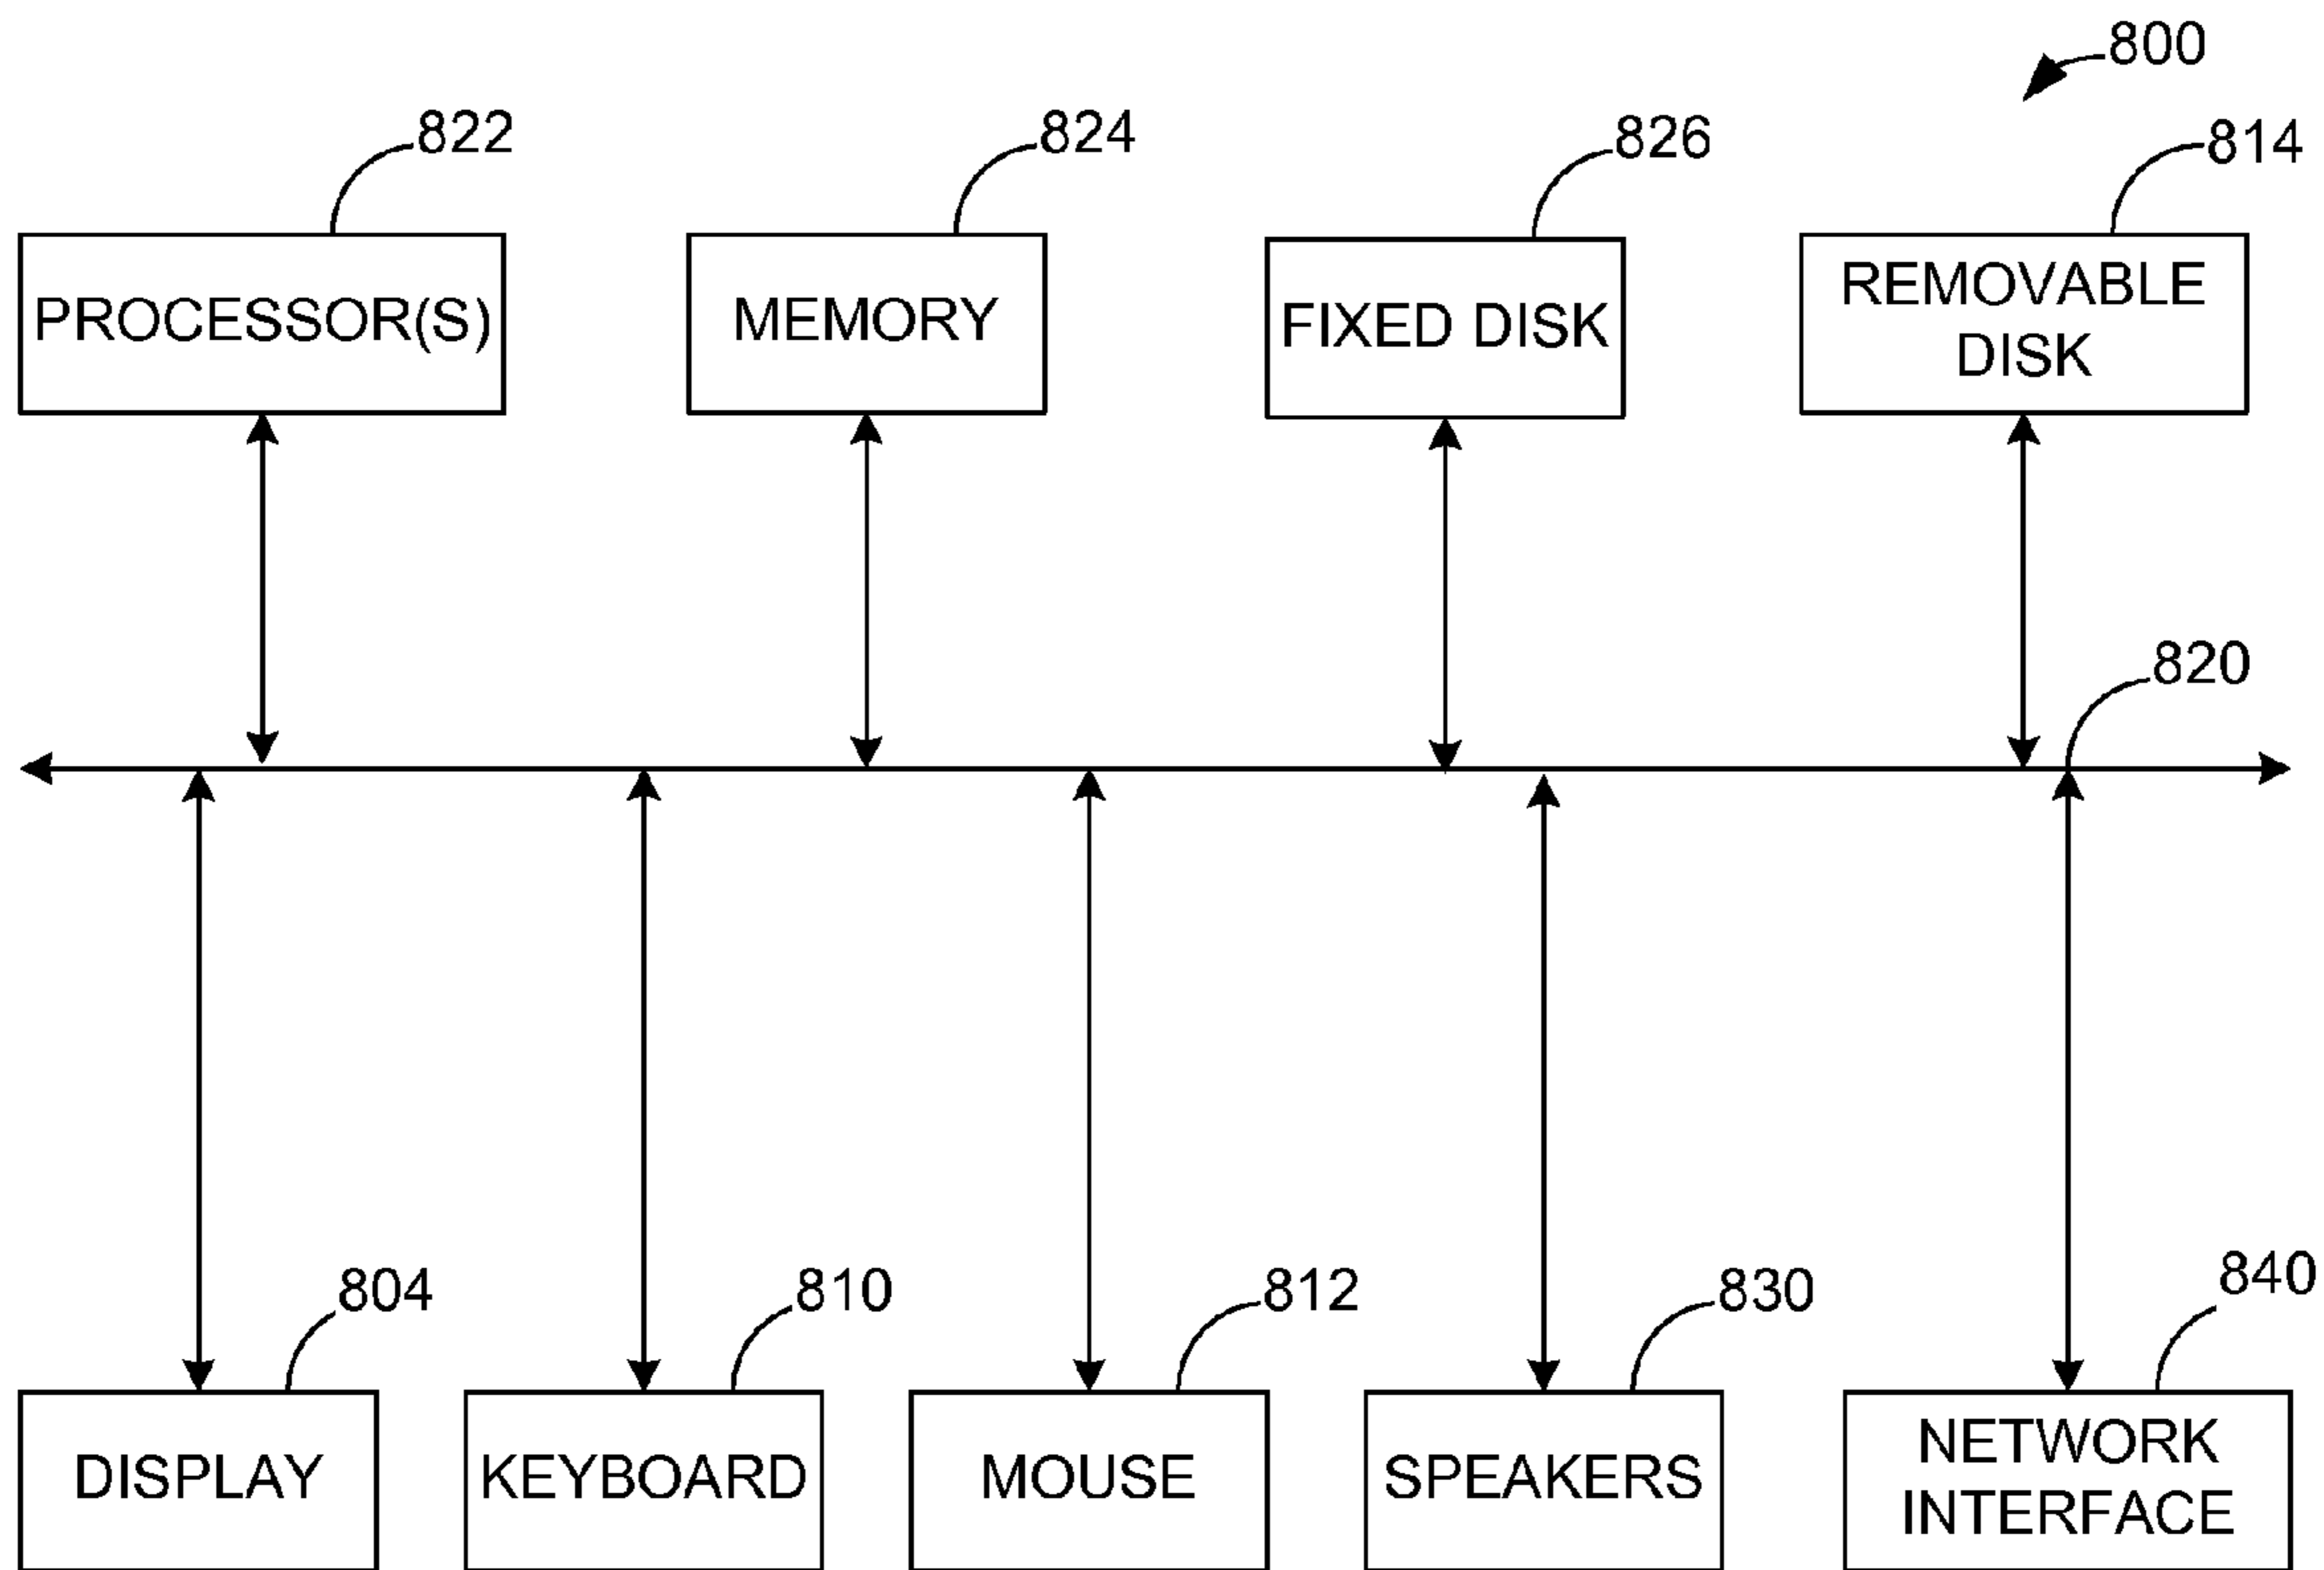 800
822
824
826
814
PROCESSOR(S)
MEMORY
FIXED DISK
REMOVABLE
DISK
820
804
810
812
830
840
DISPLAY
KEYBOARD
MOUSE
SPEAKERS
NETWORK
INTERFACE